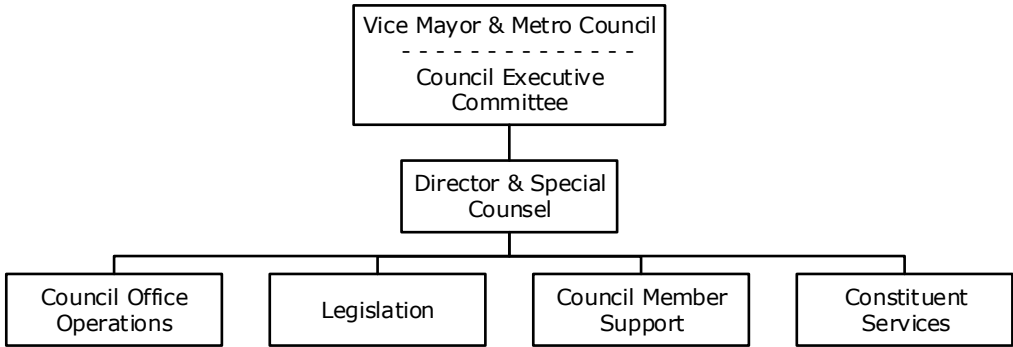 Vice Mayor & Metro Council
- - - - - - - - - - - - - -
Council Executive
Committee
Director & Special
Counsel
Council Office
Operations
Legislation
Council Member
Support
Constituent
Services